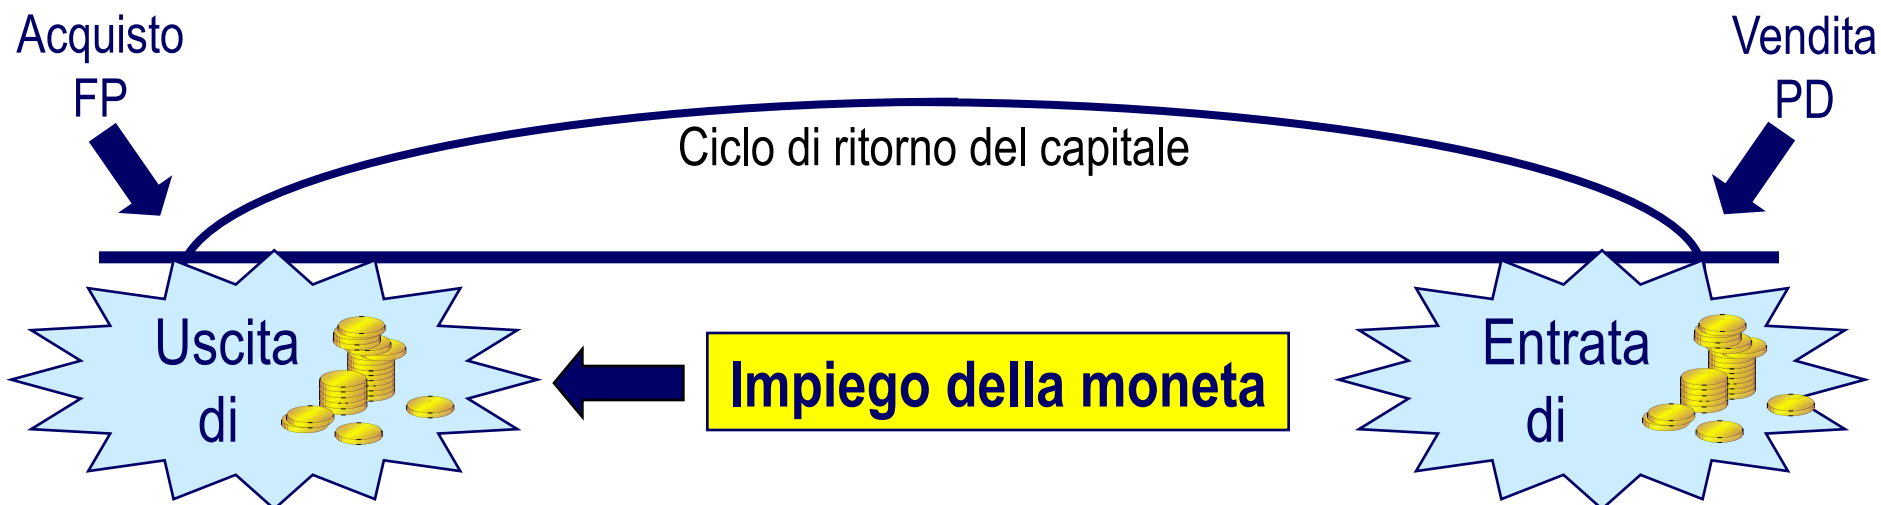 Acquisto
FP
Vendita
PD
Ciclo di ritorno del capitale
Uscita
di
Impiego della moneta
Entrata
di